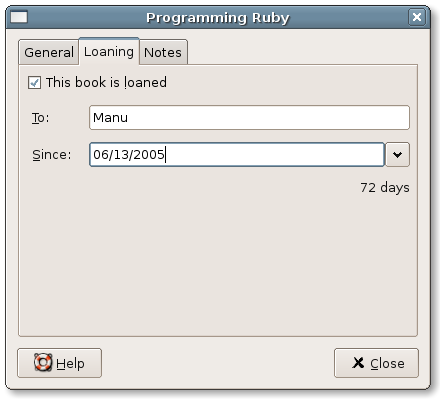 Programming Ruby
General Loaning Notes
This book is loaned
To: Manu
Since: 06/13/2005
72 days
Help Close